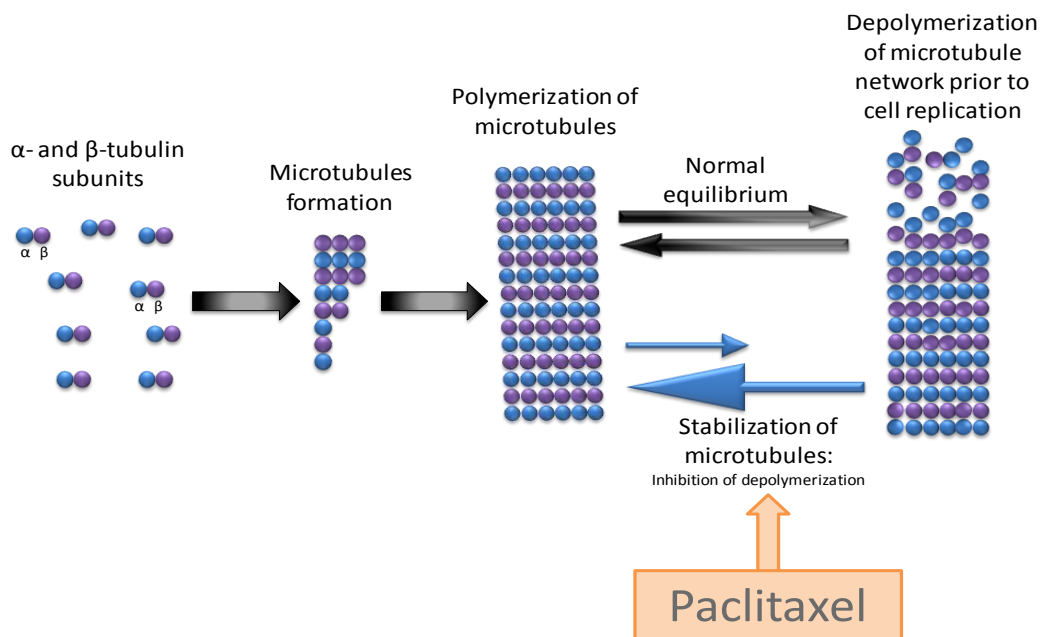 α- and β-tubulin
subunits
α β
α β
Microtubules
formation
Polymerization of
microtubules
Normal
equilibrium
Depolymerization
of microtubule
network prior to
cell replication
Stabilization of
microtubules:
Inhibition of depolymerization
Paclitaxel